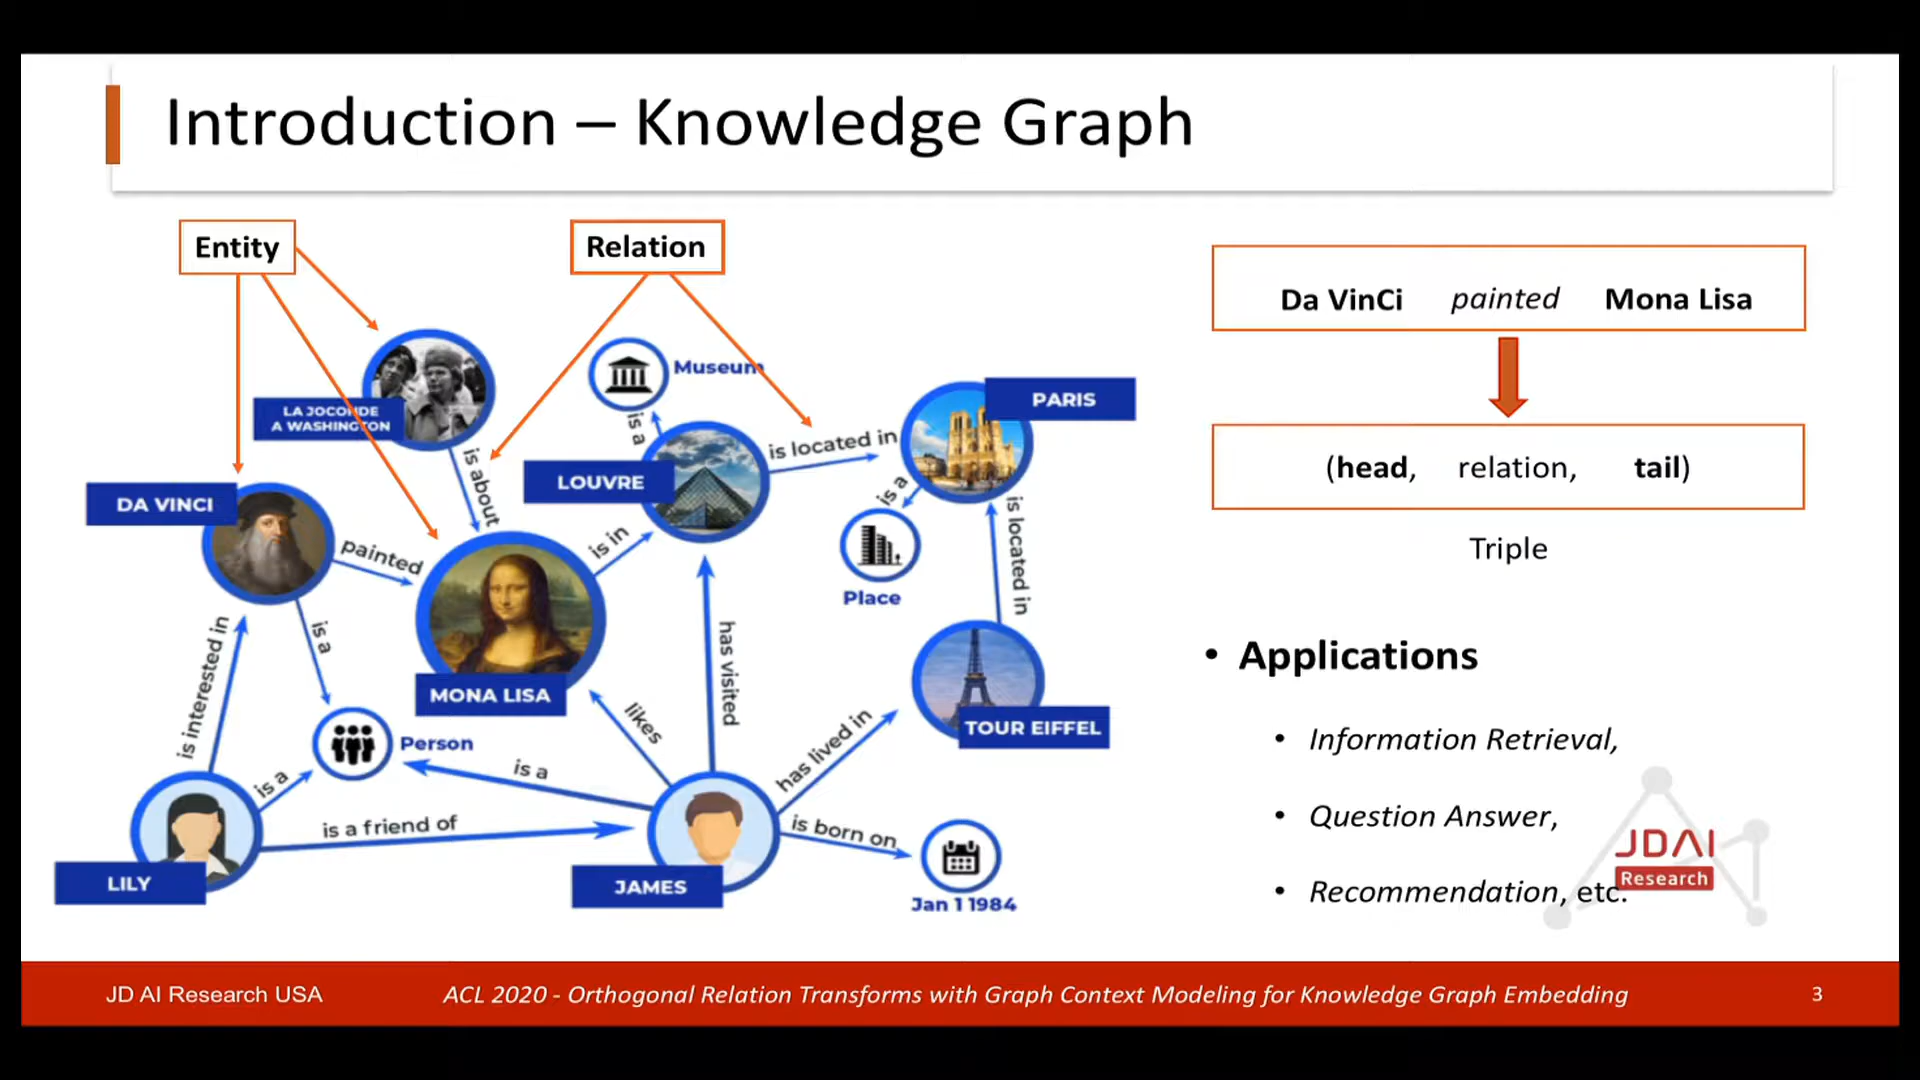 Introduction – Knowledge Graph
Entity
Relation
LA JOCONDE
A WASHINGTON
Museum
PARIS
is a
is located in
is about
LOUVRE
DA VINCI
painted
is in
is a
Place
is located in
is interested in
is a
MONA LISA
has visited
likes
TOUR EIFFEL
Person
is a
is a
has lived in
is a friend of
is born on
LILY
JAMES
Jan 1 1984
Da VinCi painted Mona Lisa
(head, relation, tail)
Triple
• Applications
• Information Retrieval,
• Question Answer,
• Recommendation, etc.
JDAI
Research
JD AI Research USA
ACL 2020 - Orthogonal Relation Transforms with Graph Context Modeling for Knowledge Graph Embedding
3